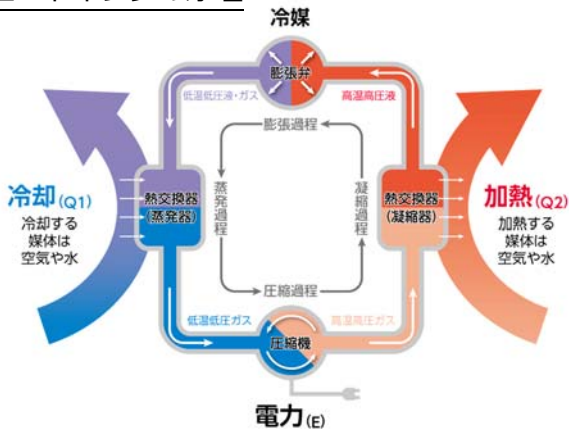 冷媒
膨張弁
低温低圧液・ガス
高温高圧液
膨張過程
冷却(Q1)
冷却する
媒体は
空気や水
熱交換器
(蒸発器)
蒸発過程
凝縮過程
熱交換器
(凝縮器)
加熱(Q2)
加熱する
媒体は
空気や水
圧縮過程
低温低圧ガス
高温高圧ガス
圧縮機
電力(E)